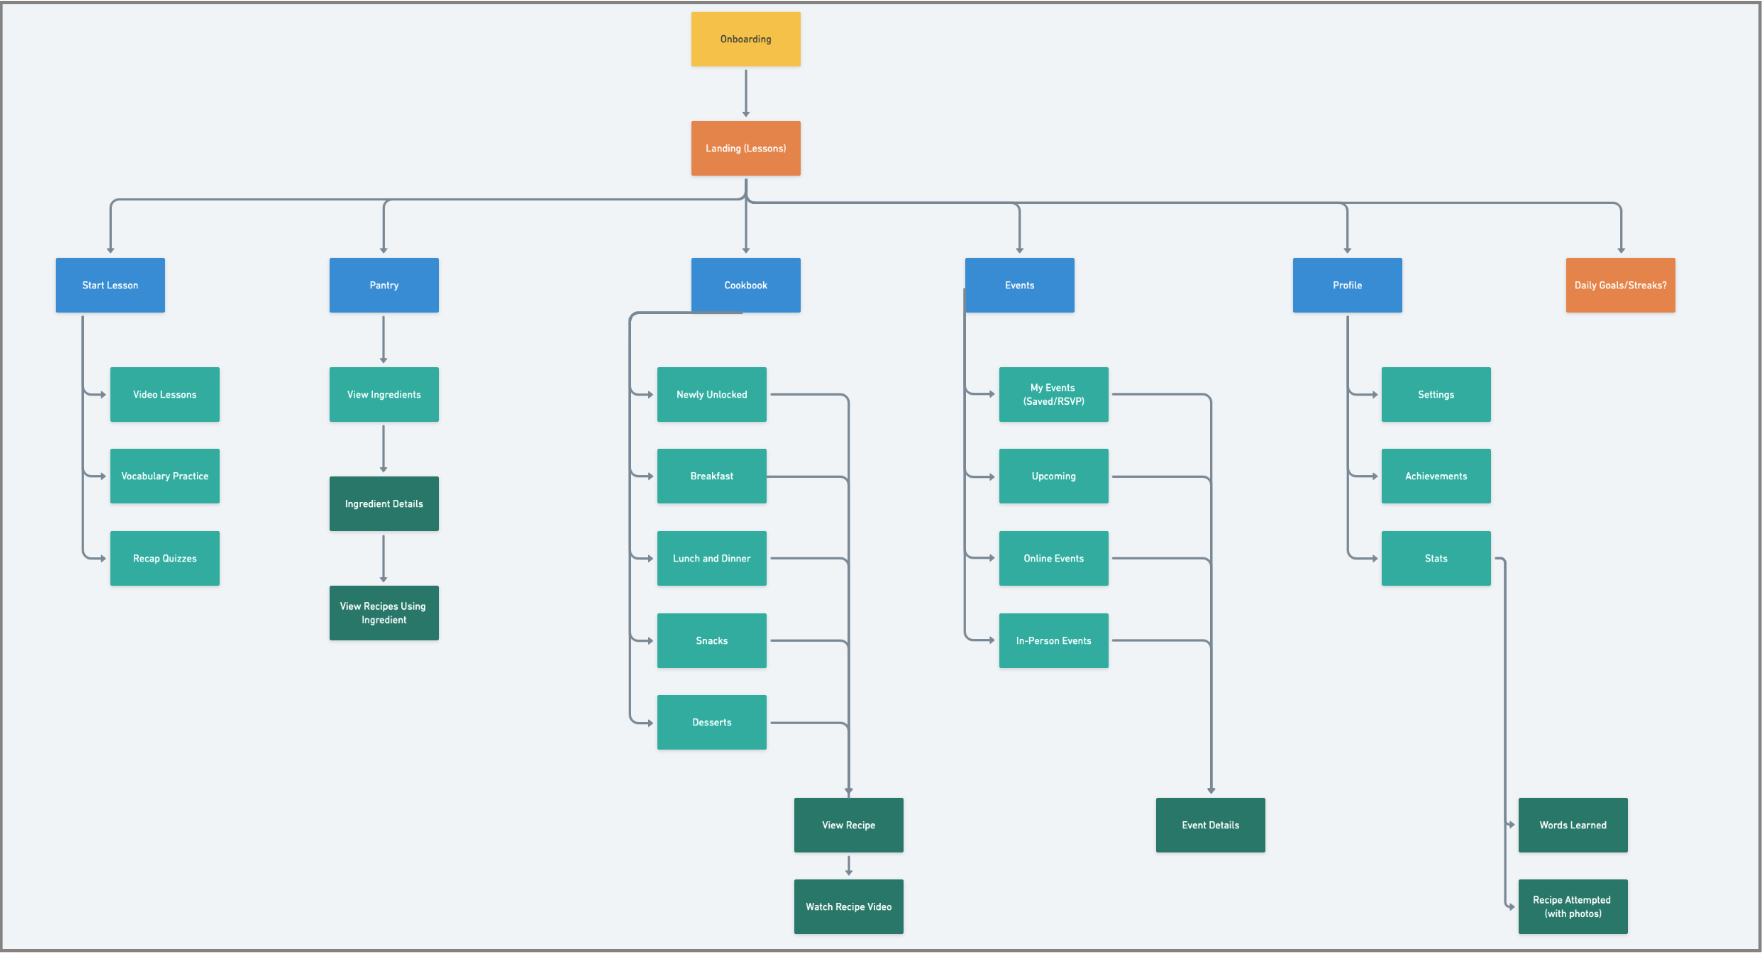 Onboarding
Landing (Lessons)
Start Lesson
Pantry
Cookbook
Events
Profile
Daily Goals/Streaks?
Video Lessons
View Ingredients
Newly Unlocked
My Events
(Saved/RSVP)
Settings
Vocabulary Practice
Ingredient Details
Breakfast
Upcoming
Achievements
Recap Quizzes
View Recipes Using
Ingredient
Lunch and Dinner
Online Events
Stats
Snacks
In-Person Events
Desserts
View Recipe
Event Details
Words Learned
Watch Recipe Video
Recipe Attempted
(with photos)